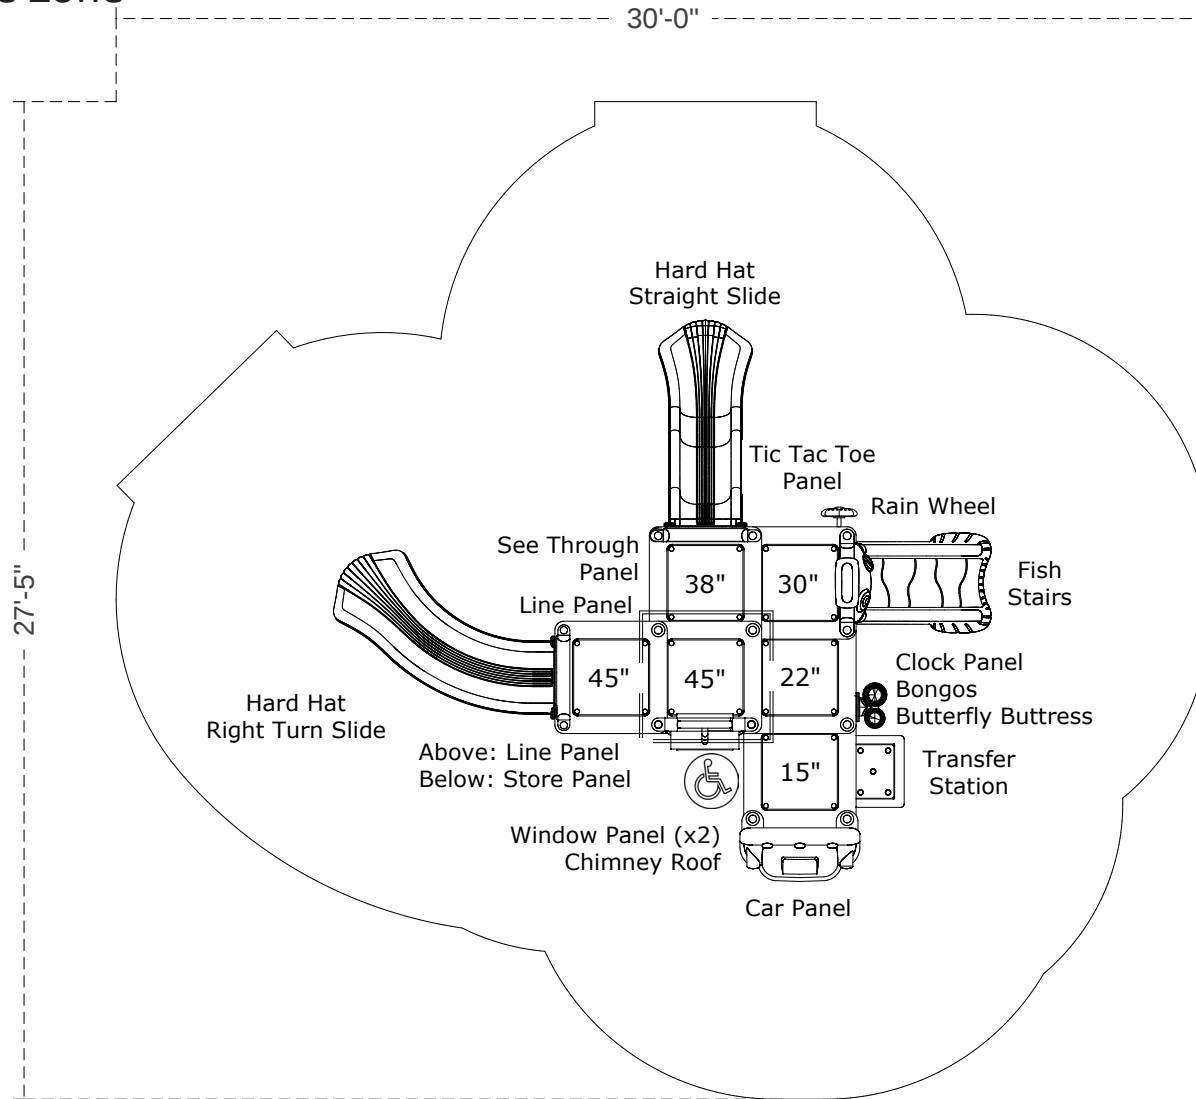 Zone
30'-0"
Hard Hat
Straight Slide
Tic Tac Toe
Panel
Rain Wheel
See Through
Panel
38"
30"
Fish
Stairs
27'-5"
Line Panel
45"
45"
22"
Clock Panel
Bongos
Butterfly Buttress
Hard Hat
Right Turn Slide
Above: Line Panel
Below: Store Panel
15"
Transfer
Station
Window Panel (x2)
Chimney Roof
Car Panel